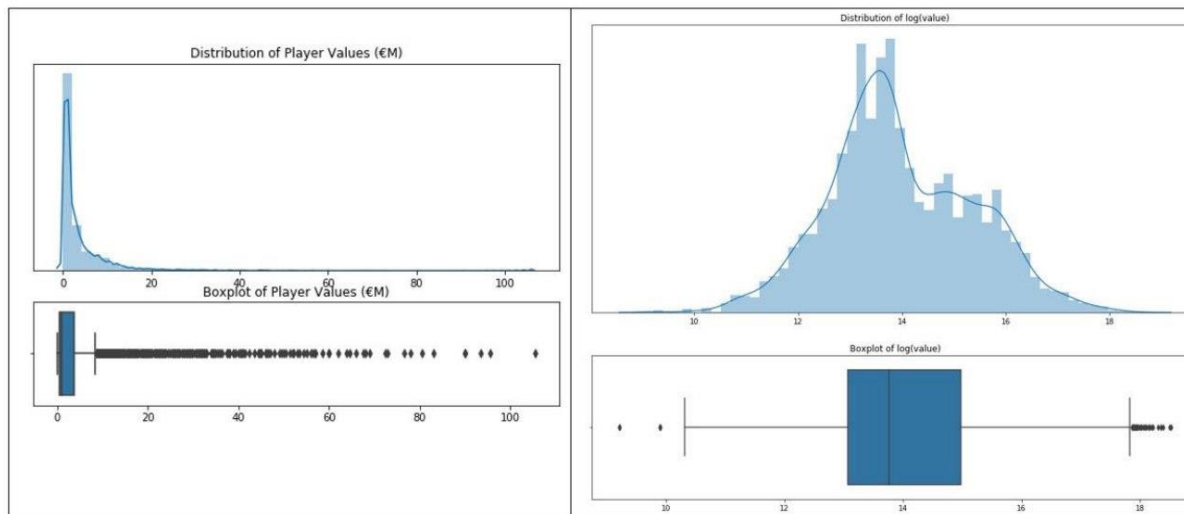 Distribution of Player Values (€M)
0 20 40 60 80 100
Boxplot of Player Values (€M)
0 20 40 60 80 100
Distribution of log(value)
10 12 14 16 18
Boxplot of log(value)
10 12 14 16 18